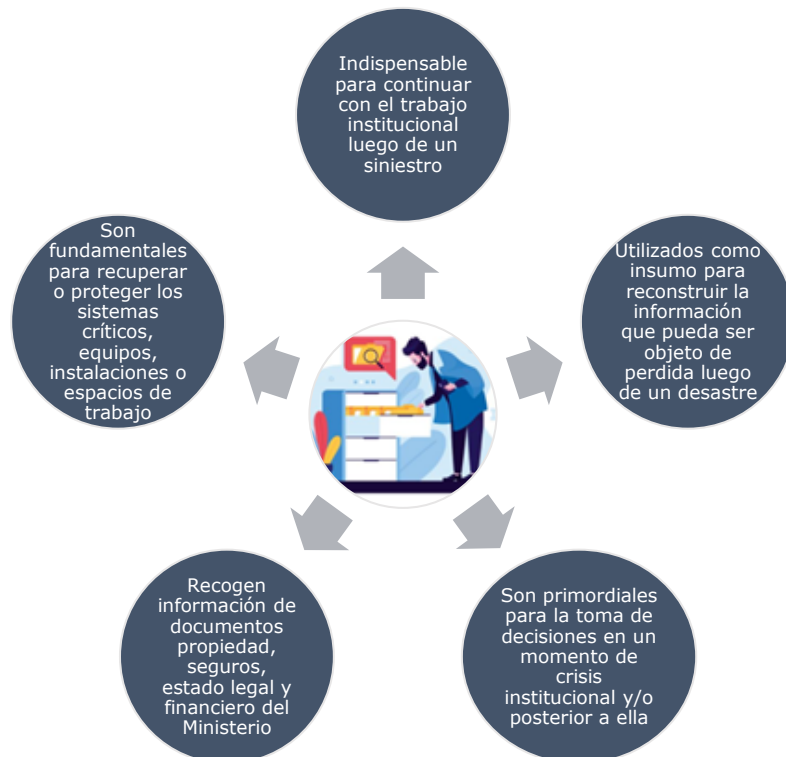 Indispensable
para continuar
con el trabajo
institucional
luego de un
siniestro
Utilizados como
insumo para
reconstruir la
información
que pueda ser
objeto de
perdida luego
de un desastre
Son primordiales
para la toma de
decisiones en un
momento de
crisis
institucional y/o
posterior a ella
Recogen
información de
documentos
propiedad,
seguros,
estado legal y
financiero del
Ministerio
Son
fundamentales
para recuperar
o proteger los
sistemas
críticos,
equipos,
instalaciones o
espacios de
trabajo